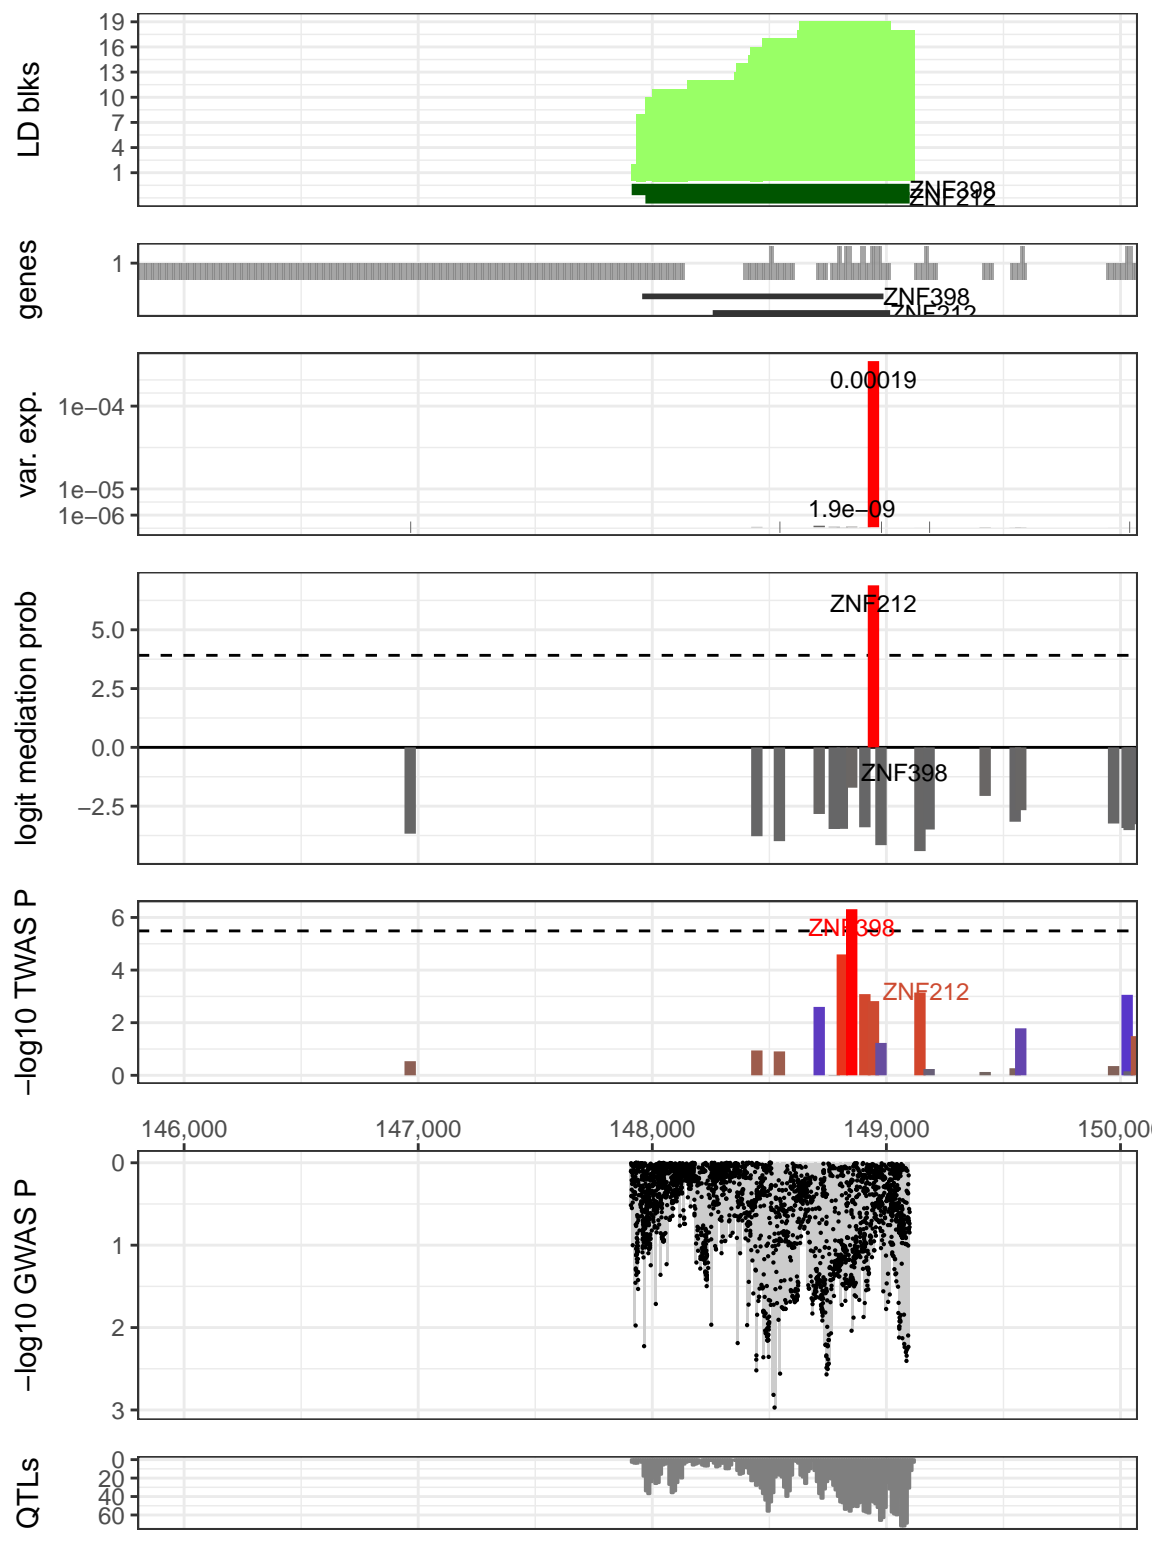 LD blks
19
16
13
10
7
4
1
ZNF398
ZNF212
genes
1
ZNF398
ZNF212
var. exp.
1e−04
1e−05
1e−06
0.00019
1.9e−09
logit mediation prob
5.0
2.5
0.0
−2.5
ZNF212
ZNF398
−log10 TWAS P
6
4
2
0
ZNF398
ZNF212
146,000 147,000 148,000 149,000 150,00
−log10 GWAS P
0
1
2
3
QTLs
0
20
40
60